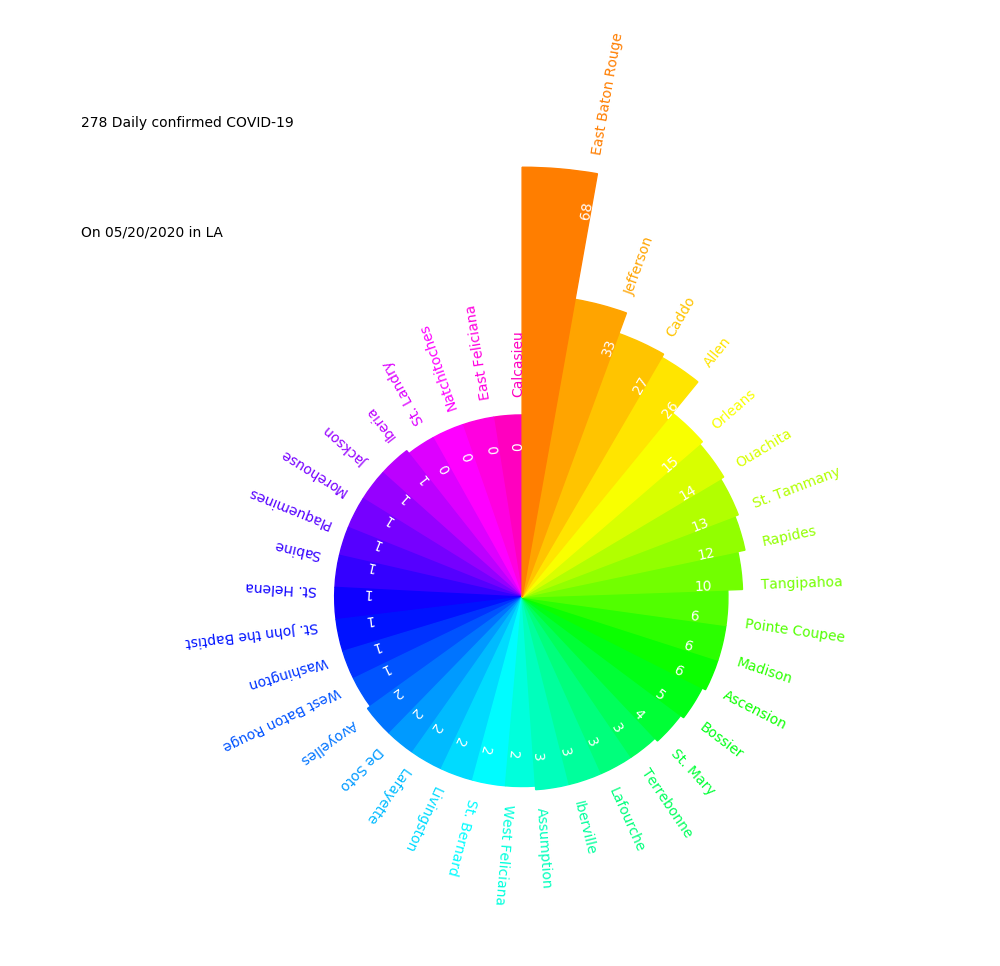 278 Daily confirmed COVID-19
On 05/20/2020 in LA
East Baton Rouge
68
Jefferson
33
Caddo
27
Allen
26
Orleans
15
Ouachita
14
St. Tammany
13
Rapides
12
Tangipahoa
10
Pointe Coupee
6
Madison
6
Ascension
6
Bossier
5
St. Mary
4
Terrebonne
3
Lafourche
3
Iberville
3
Assumption
3
West Feliciana
2
St. Bernard
2
Livingston
2
Lafayette
2
De Soto
2
Avoyelles
2
West Baton Rouge
1
Washington
1
St. John the Baptist
1
St. Helena
1
Sabine
1
Plaquemines
1
Morehouse
1
Jackson
1
Iberia
1
St. Landry
0
Natchitoches
0
East Feliciana
0
Calcasieu
0